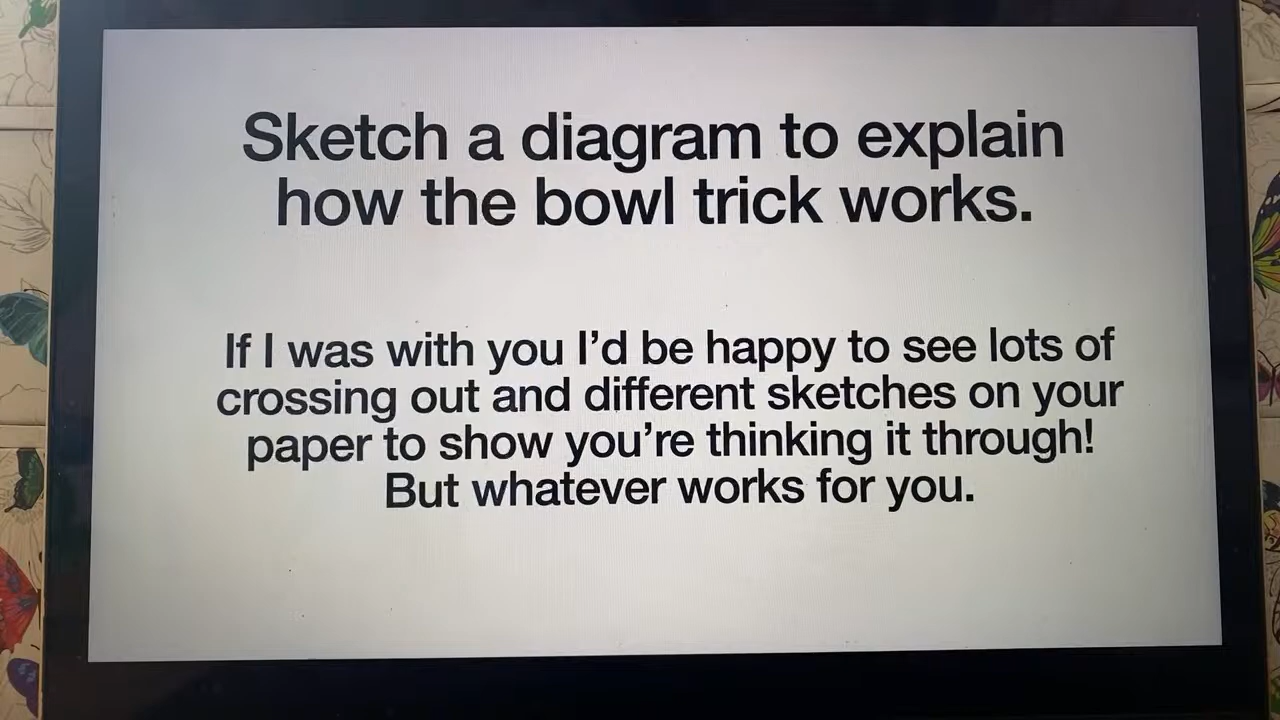 Sketch a diagram to explain
how the bowl trick works.
If I was with you I’d be happy to see lots of
crossing out and different sketches on your
paper to show you’re thinking it through!
But whatever works for you.